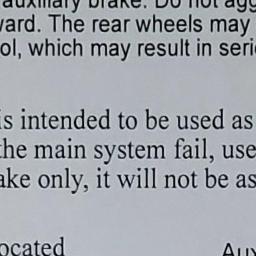 auxiliary brake. Do not agg
ward. The rear wheels may
ol, which may result in seri
is intended to be used as
the main system fail, use
ake only, it will not be as
ocated Aux